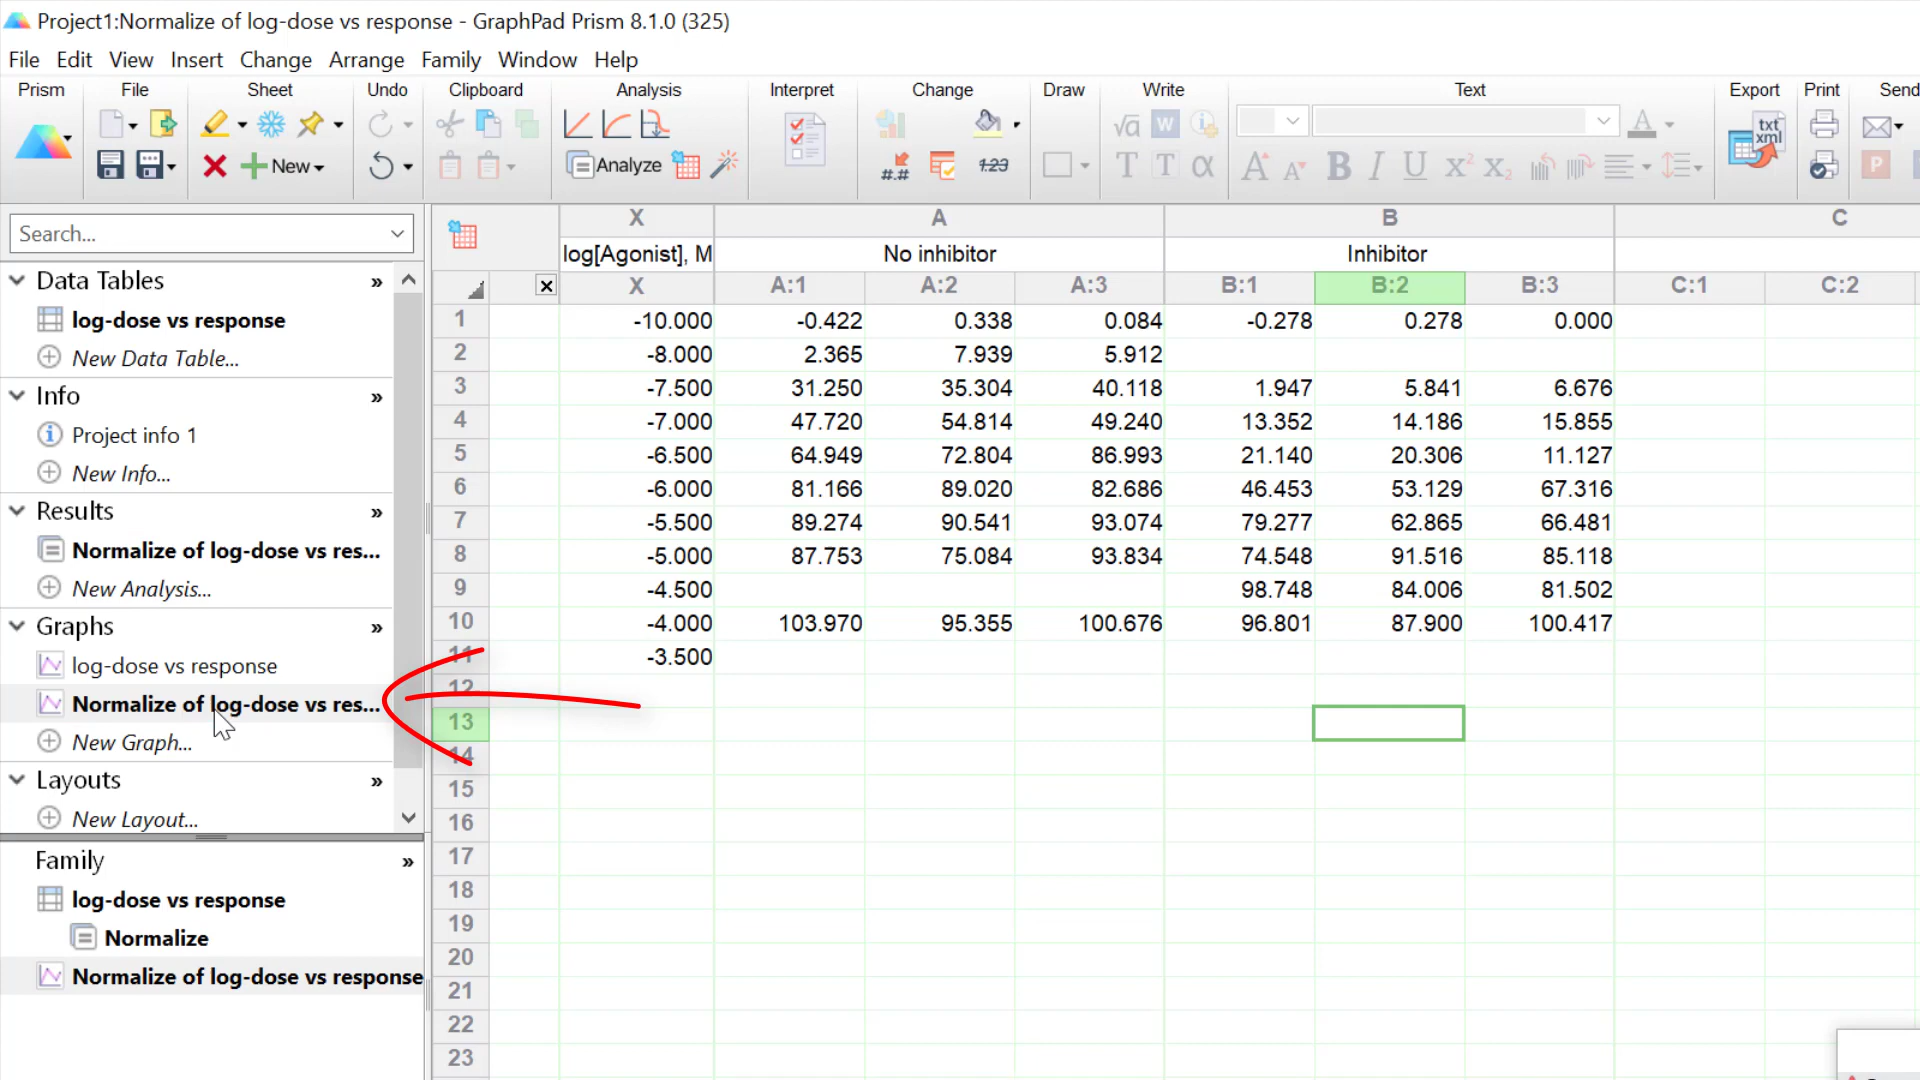 Project1:Normalize of log-dose vs response - GraphPad Prism 8.1.0 (325)
File Edit View Insert Change Arrange Family Window Help
Prism File Sheet Undo Clipboard Analysis Interpret Change Draw Write Text Export Print Send
√α W txt xml
New Analyze #.# 123 T T α A A B I U X² X₂ A P
Search...
Data Tables »
log-dose vs response
New Data Table...
Info »
Project info 1
New Info...
Results »
Normalize of log-dose vs res...
New Analysis...
Graphs »
log-dose vs response
Normalize of log-dose vs res...
New Graph...
Layouts »
New Layout...
Family »
log-dose vs response
Normalize
Normalize of log-dose vs response
X A B C
log[Agonist], M No inhibitor Inhibitor
X A:1 A:2 A:3 B:1 B:2 B:3 C:1 C:2
1 -10.000 -0.422 0.338 0.084 -0.278 0.278 0.000
2 -8.000 2.365 7.939 5.912
3 -7.500 31.250 35.304 40.118 1.947 5.841 6.676
4 -7.000 47.720 54.814 49.240 13.352 14.186 15.855
5 -6.500 64.949 72.804 86.993 21.140 20.306 11.127
6 -6.000 81.166 89.020 82.686 46.453 53.129 67.316
7 -5.500 89.274 90.541 93.074 79.277 62.865 66.481
8 -5.000 87.753 75.084 93.834 74.548 91.516 85.118
9 -4.500 98.748 84.006 81.502
10 -4.000 103.970 95.355 100.676 96.801 87.900 100.417
11 -3.500
12
13
14
15
16
17
18
19
20
21
22
23